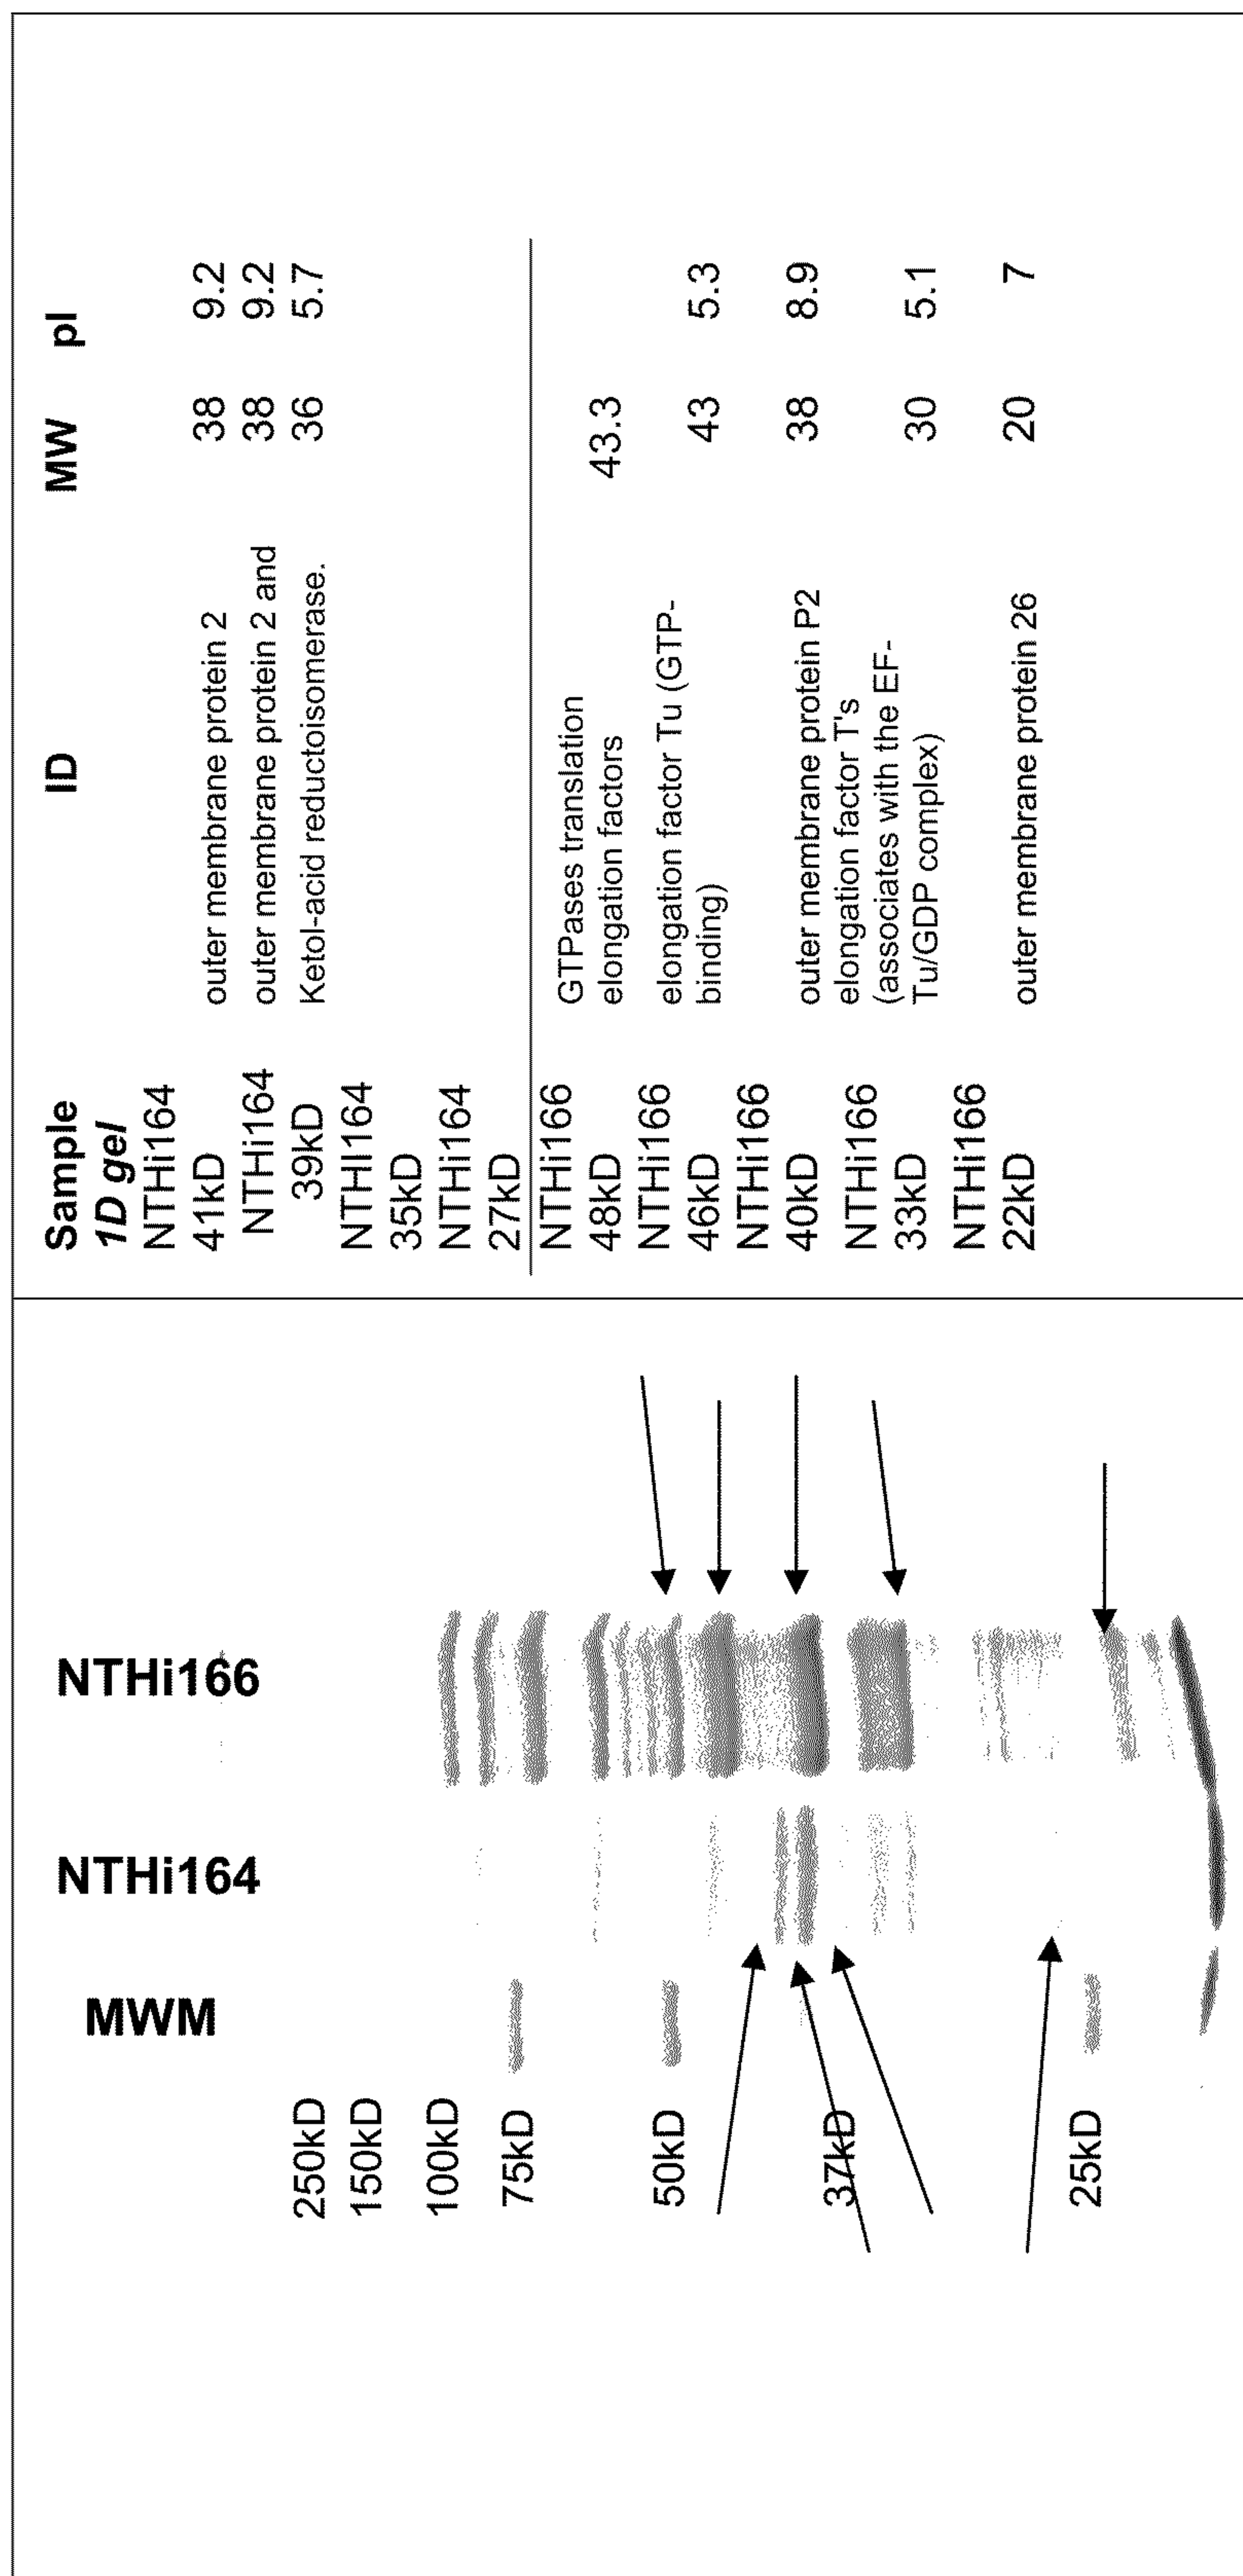 MWM
NTHi164
NTHi166
250kD
150kD
100kD
75kD
50kD
37kD
25kD
Sample ID MW pI
1D gel
NTHi164
41kD outer membrane protein 2 38 9.2
NTHi164 outer membrane protein 2 and 38 9.2
39kD Ketol-acid reductoisomerase. 36 5.7
NTHI164
35kD
NTHi164
27kD
NTHi166 GTPases translation
48kD elongation factors 43.3
NTHi166 elongation factor Tu (GTP-
46kD binding) 43 5.3
NTHi166
40kD outer membrane protein P2 38 8.9
elongation factor T's
NTHi166 (associates with the EF-
33kD Tu/GDP complex) 30 5.1
NTHi166
22kD outer membrane protein 26 20 7